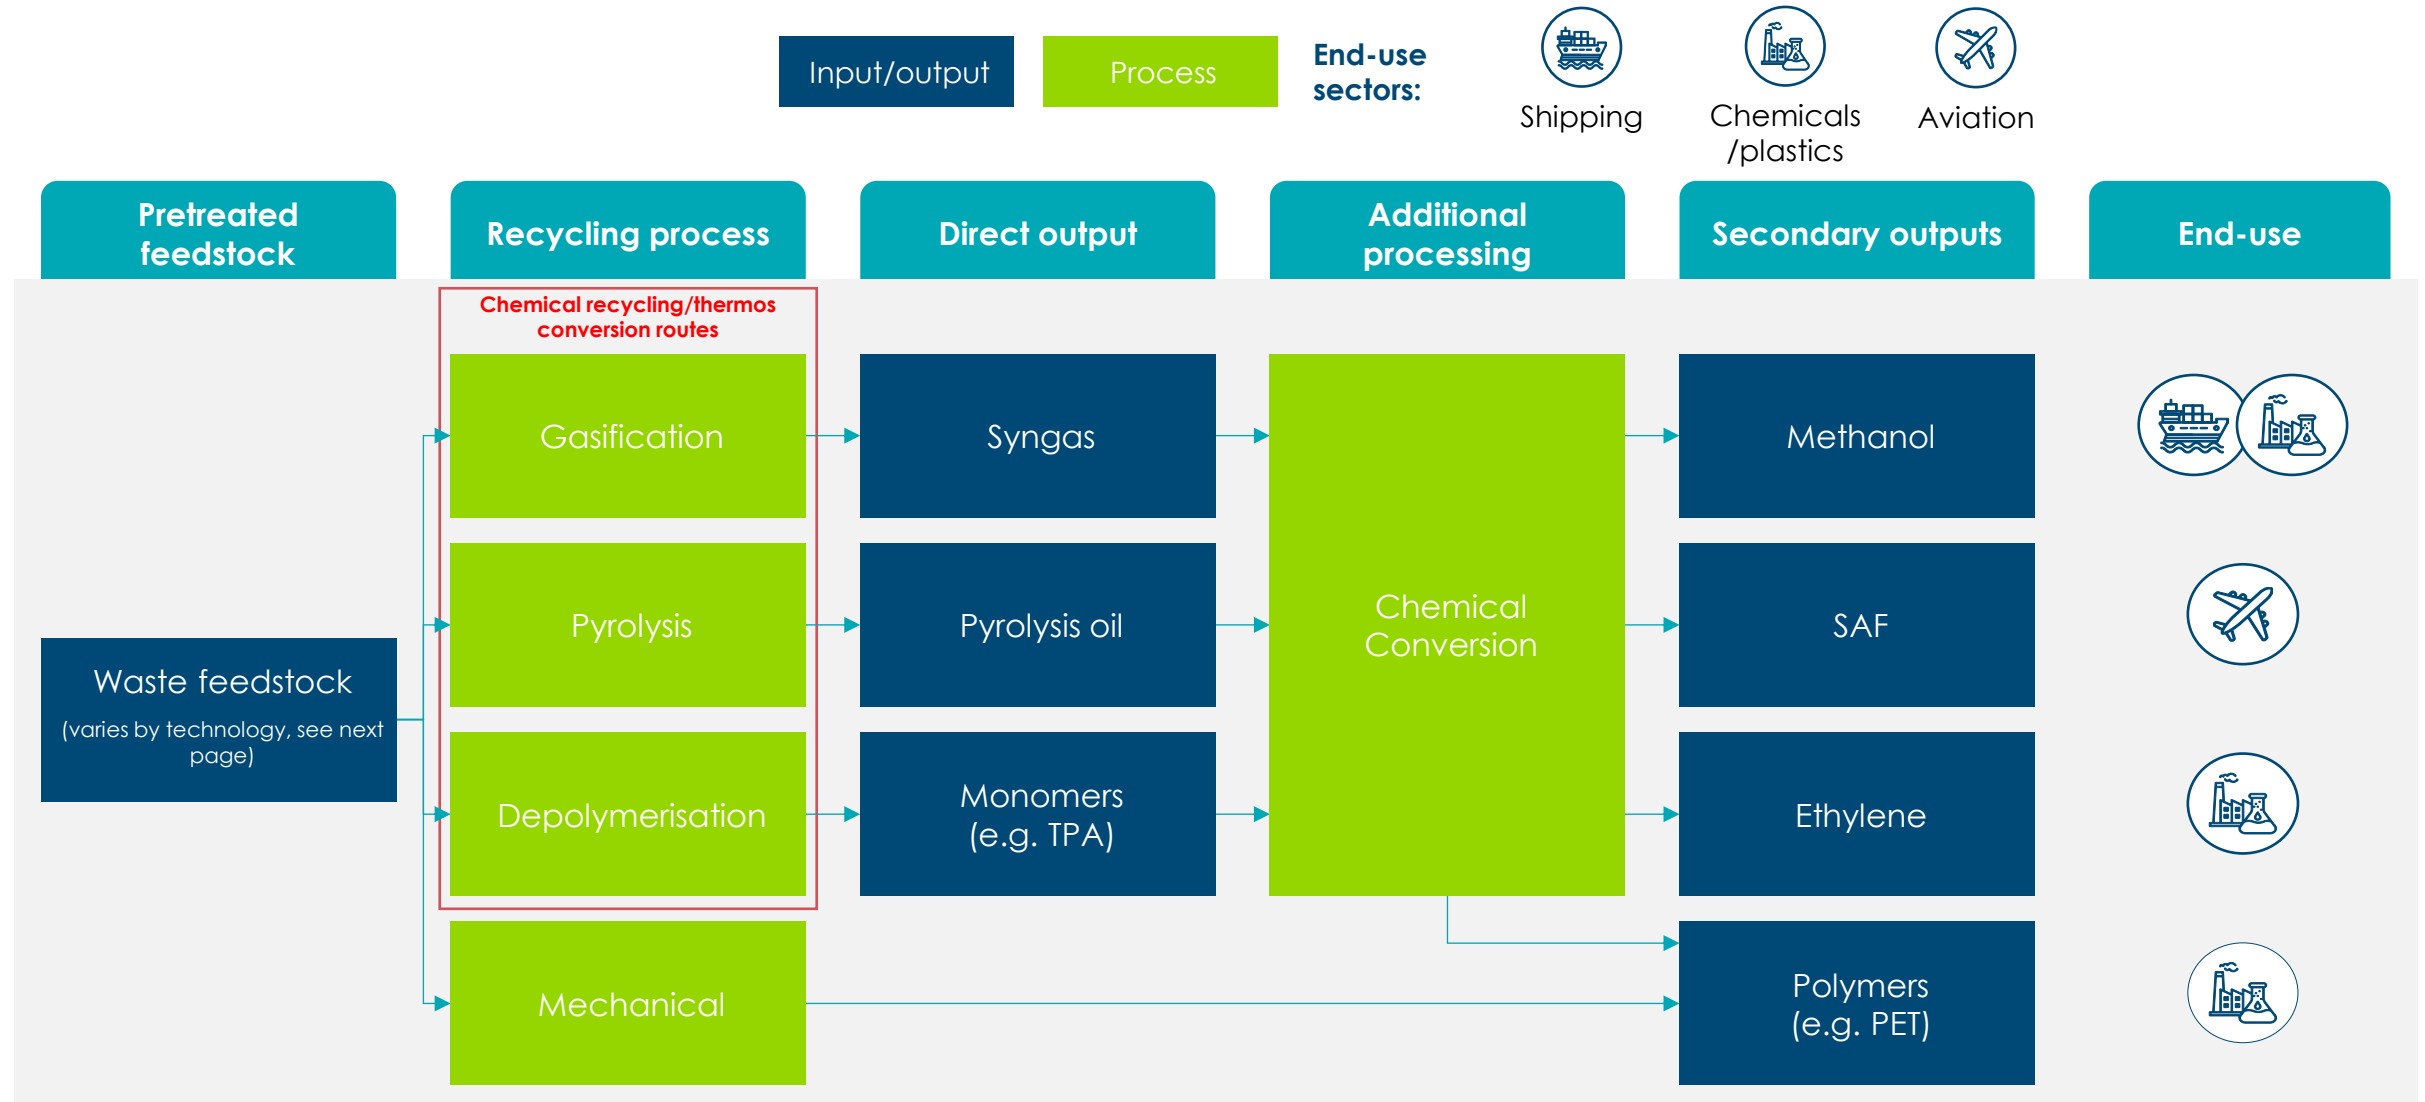 Input/output
Process
End-use
sectors:
Shipping
Chemicals
/plastics
Aviation
Pretreated
feedstock
Recycling process
Direct output
Additional
processing
Secondary outputs
End-use
Chemical recycling/thermos
conversion routes
Gasification
Syngas
Methanol
Pyrolysis
Pyrolysis oil
Chemical
Conversion
SAF
Waste feedstock
(varies by technology, see next
page)
Depolymerisation
Monomers
(e.g. TPA)
Ethylene
Mechanical
Polymers
(e.g. PET)